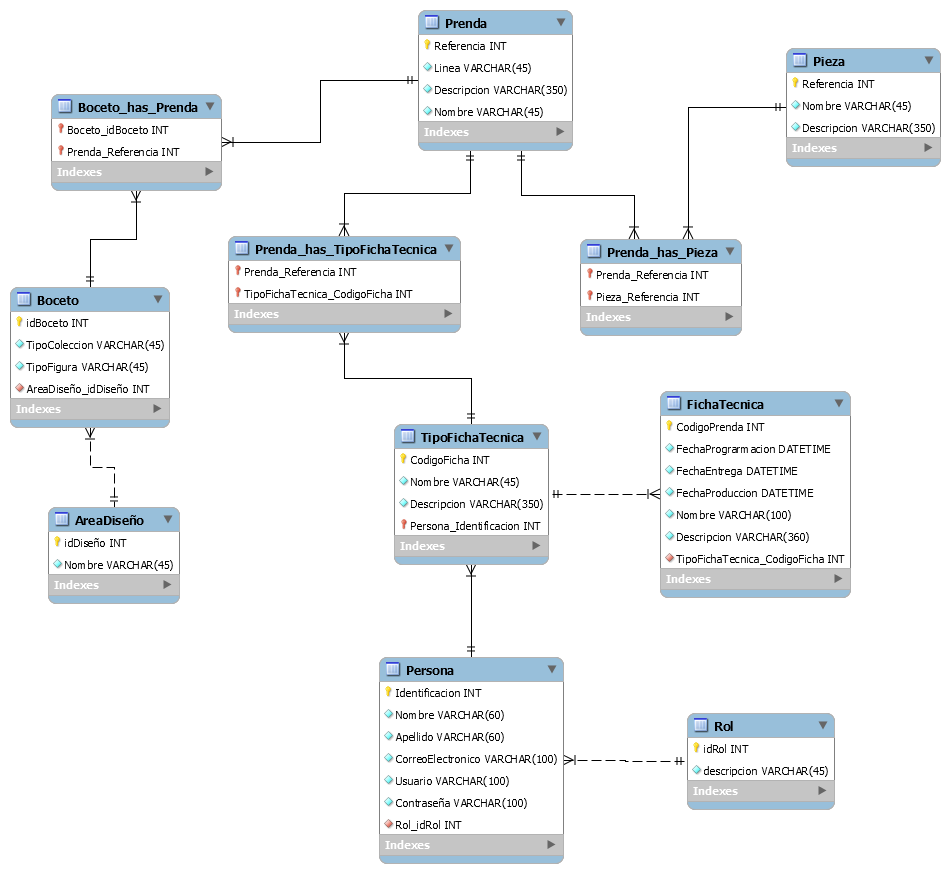 Prenda
Referencia INT
Linea VARCHAR(45)
Descripcion VARCHAR(350)
Nombre VARCHAR(45)
Indexes
Pieza
Referencia INT
Nombre VARCHAR(45)
Descripcion VARCHAR(350)
Indexes
Boceto_has_Prenda
Boceto_idBoceto INT
Prenda_Referencia INT
Indexes
Prenda_has_TipoFichaTecnica
Prenda_Referencia INT
TipoFichaTecnica_CodigoFicha INT
Indexes
Prenda_has_Pieza
Prenda_Referencia INT
Pieza_Referencia INT
Indexes
Boceto
idBoceto INT
TipoColeccion VARCHAR(45)
TipoFigura VARCHAR(45)
AreaDiseño_idDiseño INT
Indexes
TipoFichaTecnica
CodigoFicha INT
Nombre VARCHAR(45)
Descripcion VARCHAR(350)
Persona_Identificacion INT
Indexes
FichaTecnica
CodigoPrenda INT
FechaPrograrmacion DATETIME
FechaEntrega DATETIME
FechaProduccion DATETIME
Nombre VARCHAR(100)
Descripcion VARCHAR(360)
TipoFichaTecnica_CodigoFicha INT
Indexes
AreaDiseño
idDiseño INT
Nombre VARCHAR(45)
Indexes
Persona
Identificacion INT
Nombre VARCHAR(60)
Apellido VARCHAR(60)
CorreoElectronico VARCHAR(100)
Usuario VARCHAR(100)
Contraseña VARCHAR(100)
Rol_idRol INT
Indexes
Rol
idRol INT
descripcion VARCHAR(45)
Indexes